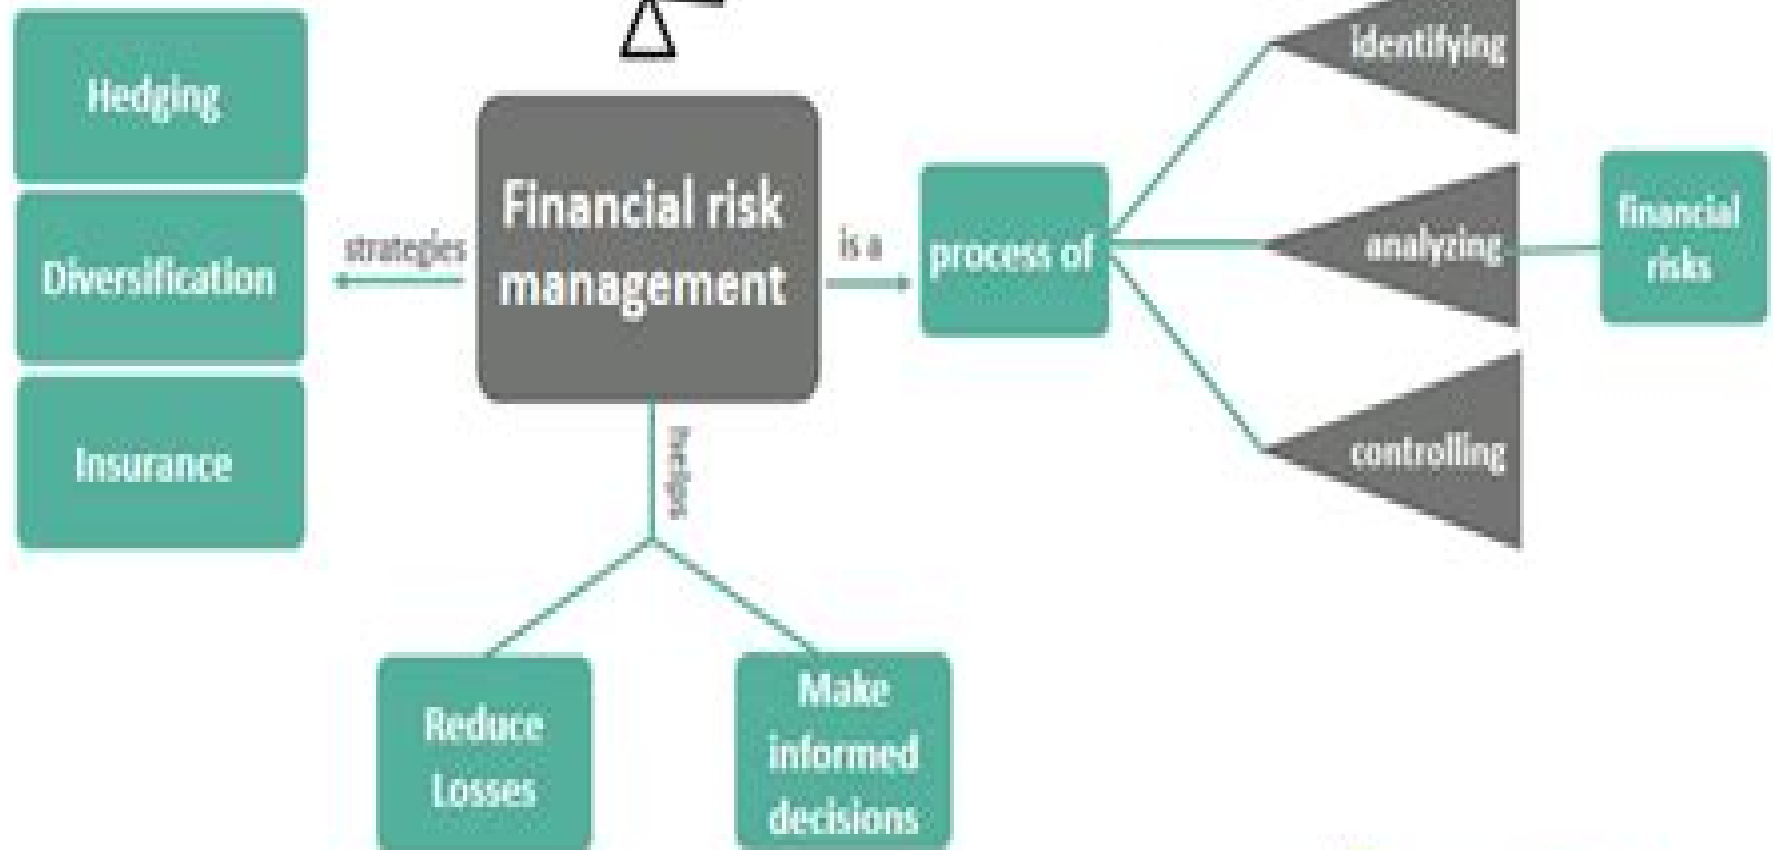 Hedging
Diversification
Insurance
strategies
Financial risk
management
is a
process of
identifying
analyzing
controlling
financial
risks
Reduce
Losses
Make
informed
decisions